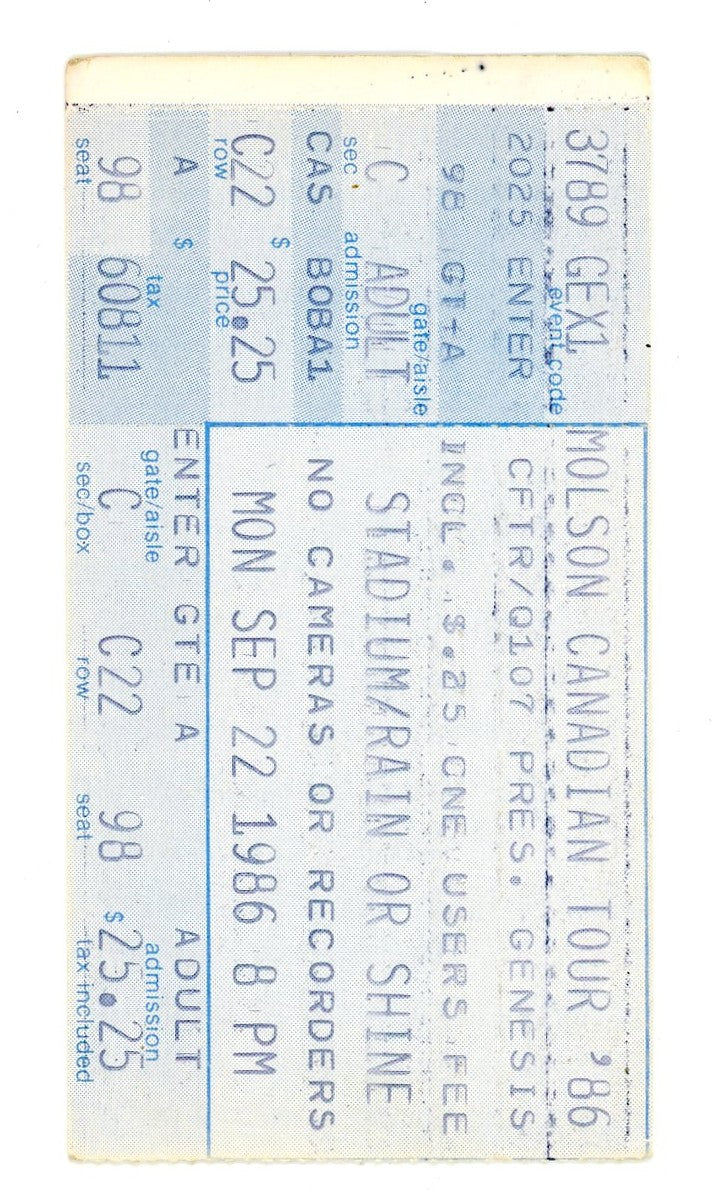 3789 GEX1
event code
2025 ENTER
98 GT-A
gate/aisle
C ADULT
sec admission
CAS BOBA1
$
C22 25.25
row price
A $
tax
98 60811
seat
MOLSON CANADIAN TOUR '86
CFTR/Q107 PRES. GENESIS
INCL. $.25 CNE USERS FEE
STADIUM/RAIN OR SHINE
NO CAMERAS OR RECORDERS
MON SEP 22 1986 8 PM
ENTER GTE A ADULT
gate/aisle admission
C C22 98 $25.25
sec/box row seat tax included